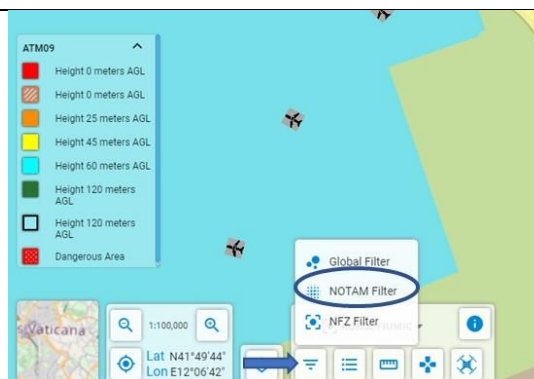 ATM09
Height 0 meters AGL
Height 0 meters AGL
Height 25 meters AGL
Height 45 meters AGL
Height 60 meters AGL
Height 120 meters
AGL
Height 120 meters
AGL
Dangerous Area
Global Filter
NOTAM Filter
NFZ Filter
Vaticana
1:100,000
Lat N41°49'44"
Lon E12°06'42"